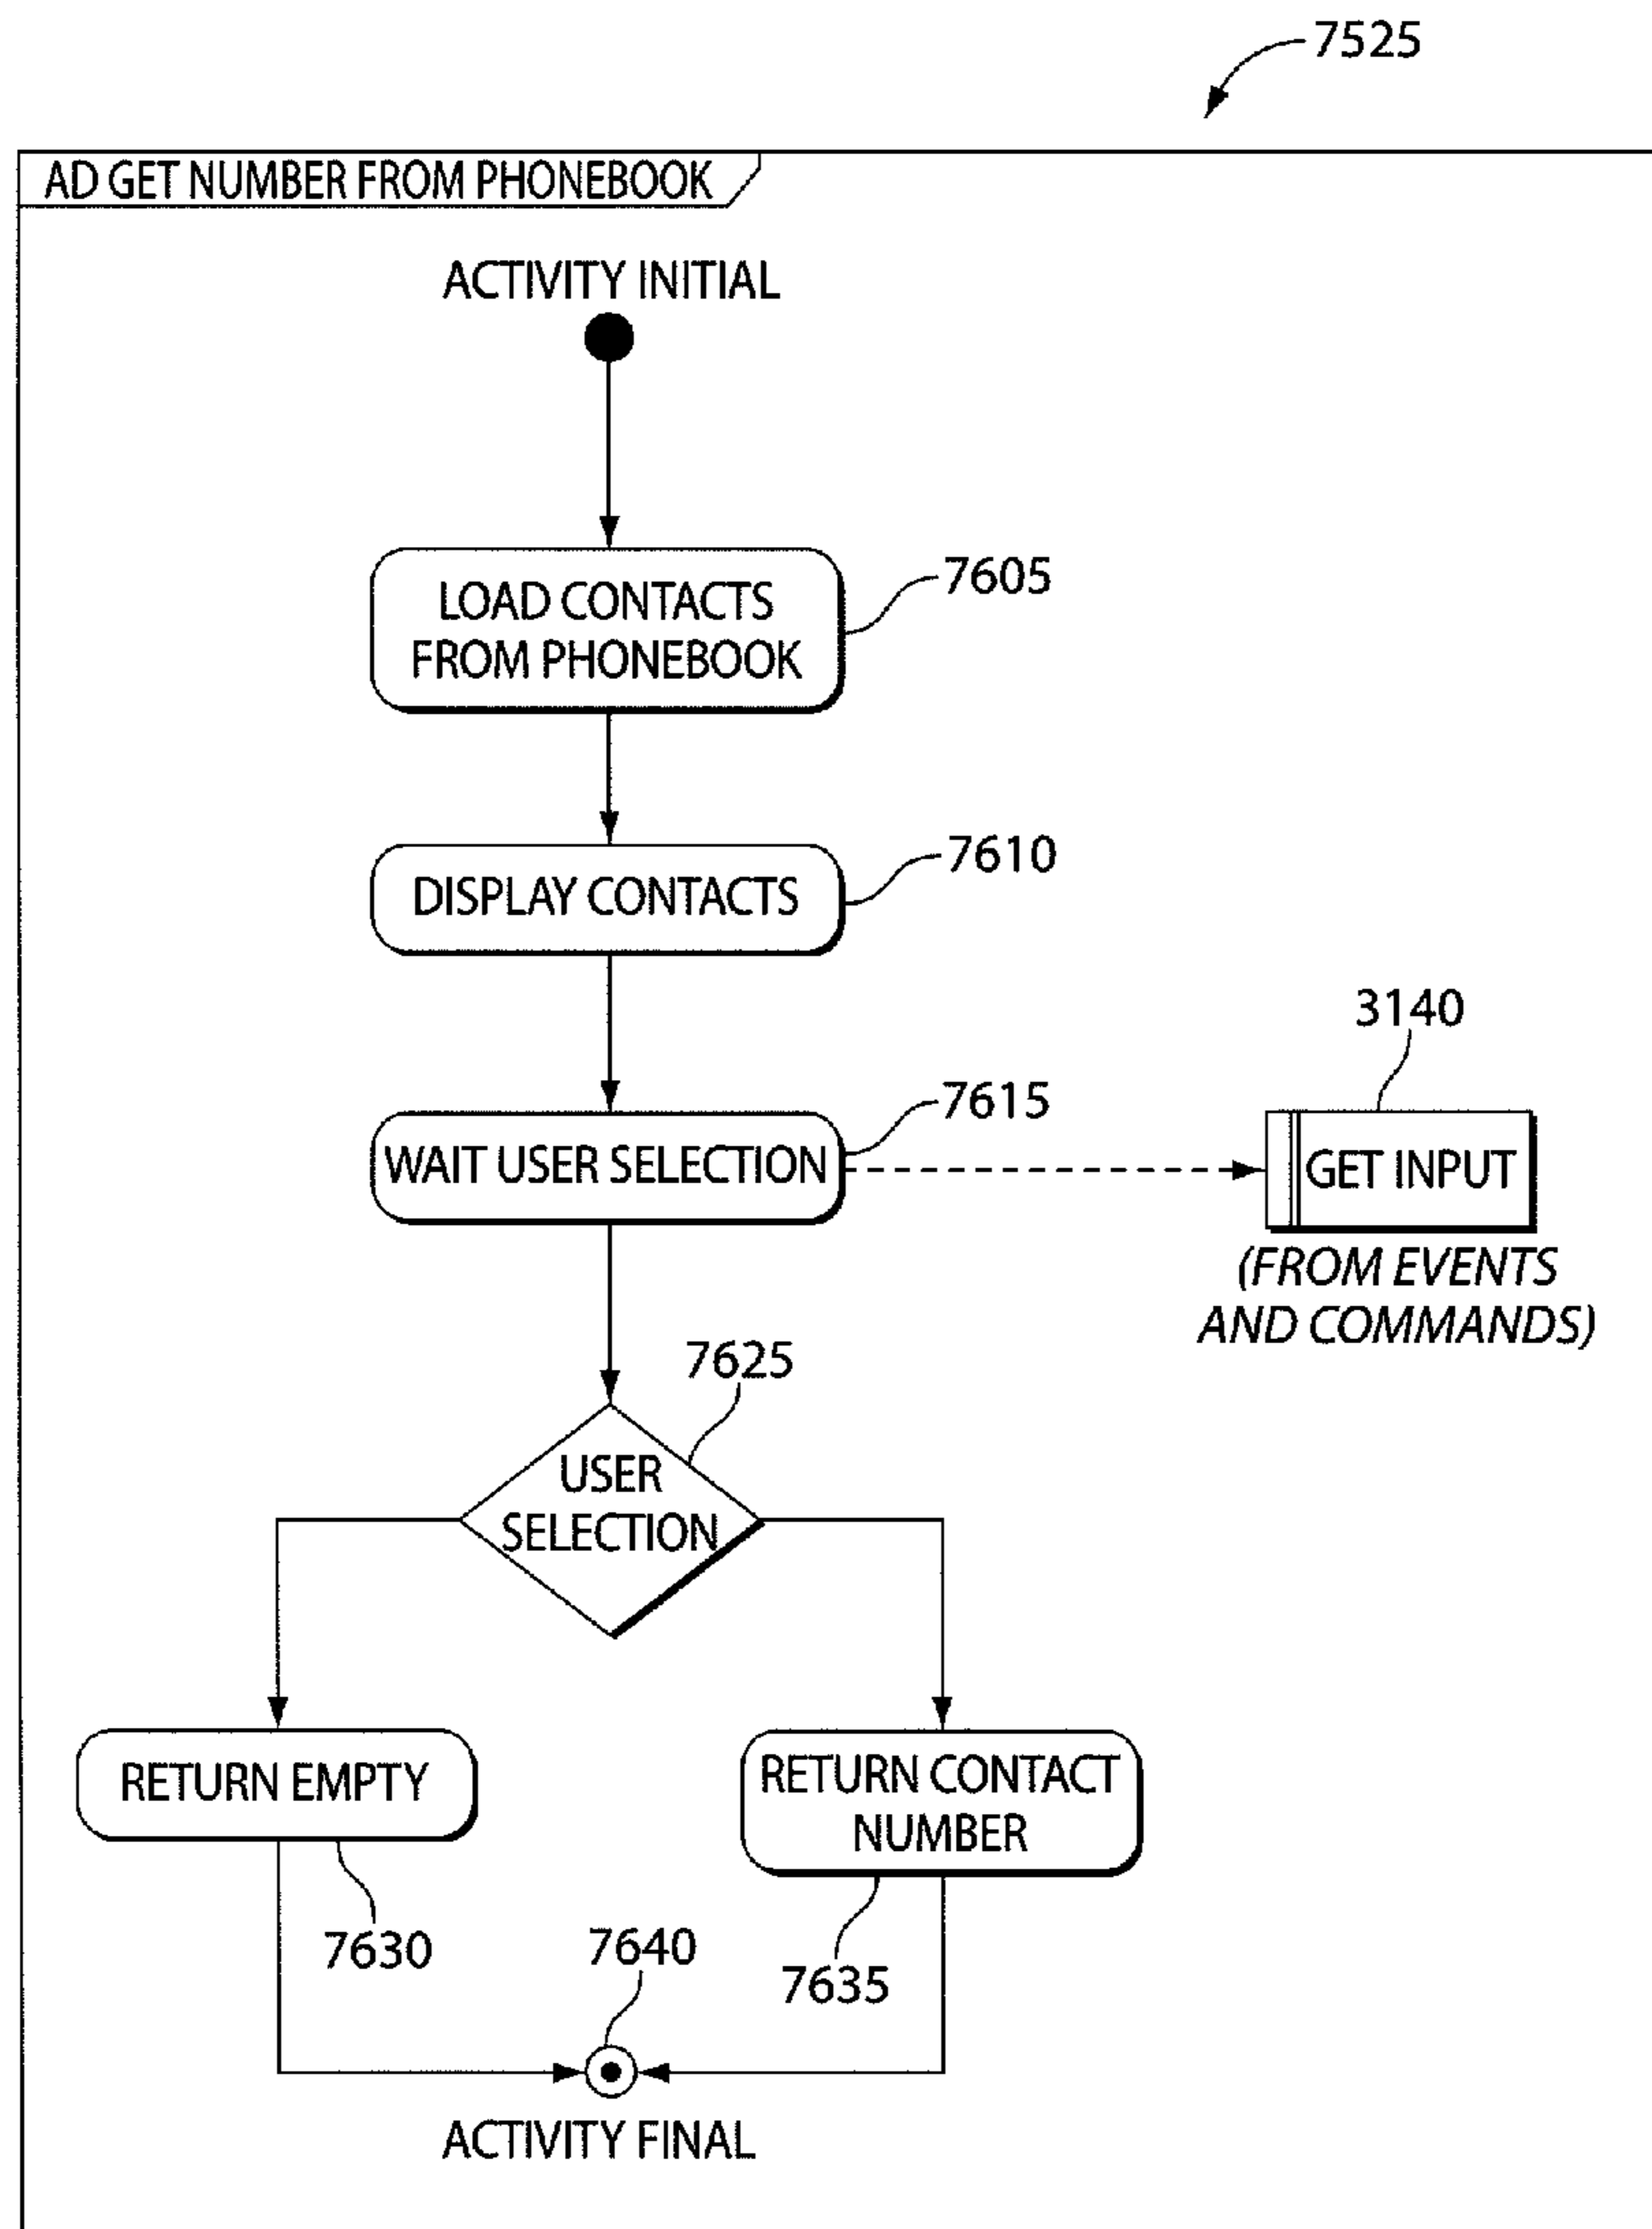 7525
AD GET NUMBER FROM PHONEBOOK
ACTIVITY INITIAL
LOAD CONTACTS
FROM PHONEBOOK
7605
DISPLAY CONTACTS
7610
WAIT USER SELECTION
7615
3140
GET INPUT
(FROM EVENTS
AND COMMANDS)
7625
USER
SELECTION
RETURN EMPTY
7630
RETURN CONTACT
NUMBER
7635
7640
ACTIVITY FINAL